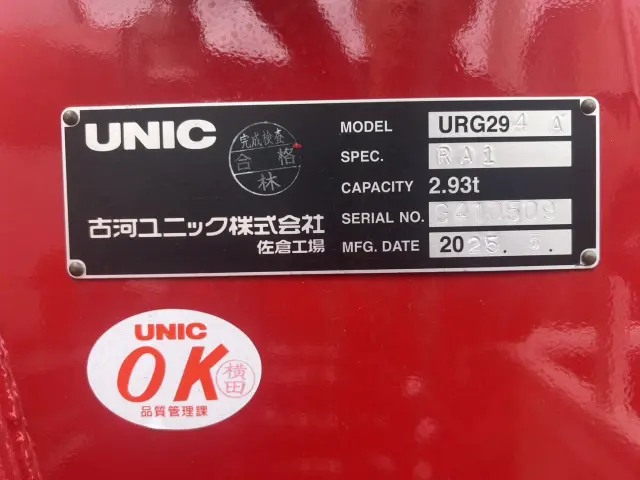 UNIC
完成検査
合格
林
古河ユニック株式会社
佐倉工場
MODEL URG294 A
SPEC. RA1
CAPACITY 2.93t
SERIAL NO.
MFG. DATE 2025.
UNIC
OK
横田
品質管理課